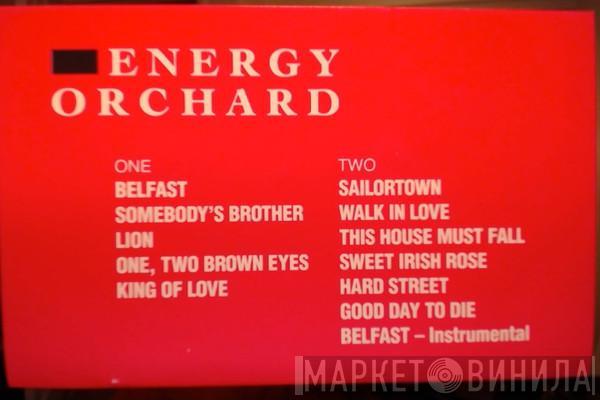 ENERGY
ORCHARD
ONE
BELFAST
SOMEBODY'S BROTHER
LION
ONE, TWO BROWN EYES
KING OF LOVE
TWO
SAILORTOWN
WALK IN LOVE
THIS HOUSE MUST FALL
SWEET IRISH ROSE
HARD STREET
GOOD DAY TO DIE
BELFAST – Instrumental
МАРКЕТ ВИНИЛА